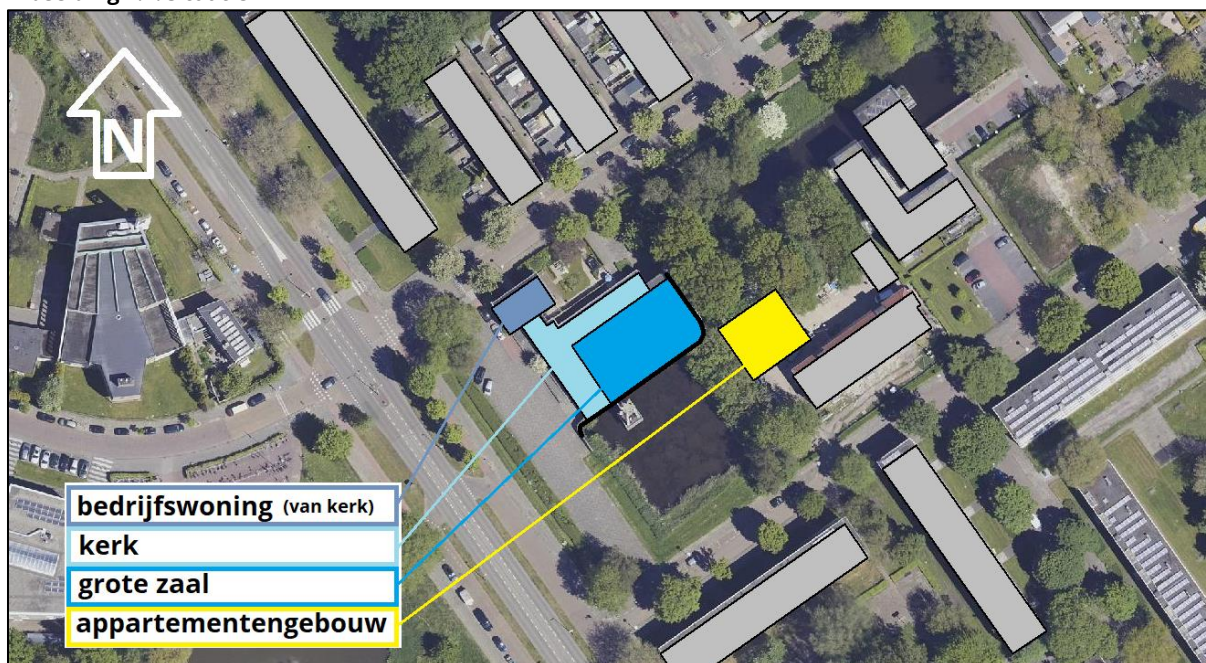 N
bedrijfswoning (van kerk)
kerk
grote zaal
appartementengebouw